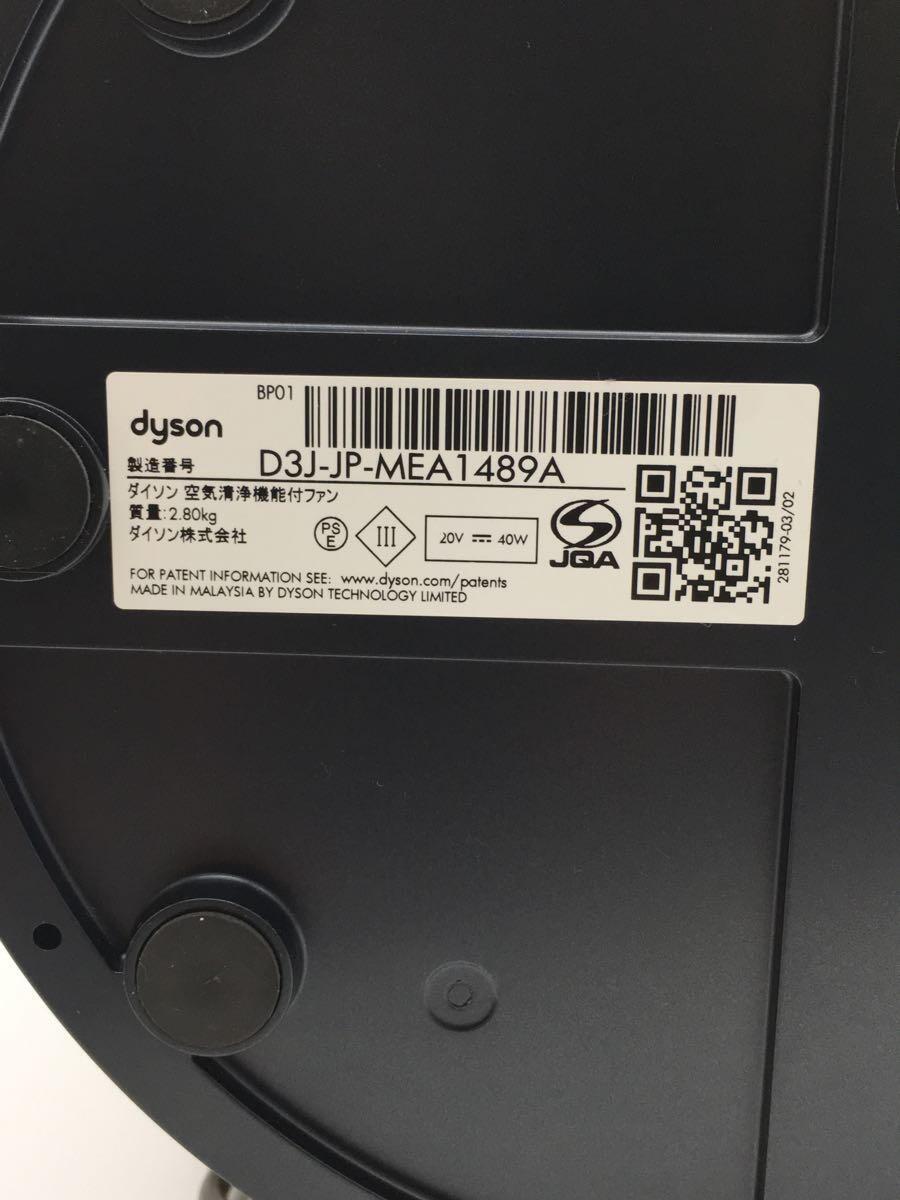 BP01
dyson
製造番号 D3J-JP-MEA1489A
ダイソン 空気清浄機能付ファン
質量:2.80kg
ダイソン株式会社
PS E
III
20V ⎓ 40W
JQA
281179-03/02
FOR PATENT INFORMATION SEE: www.dyson.com/patents
MADE IN MALAYSIA BY DYSON TECHNOLOGY LIMITED